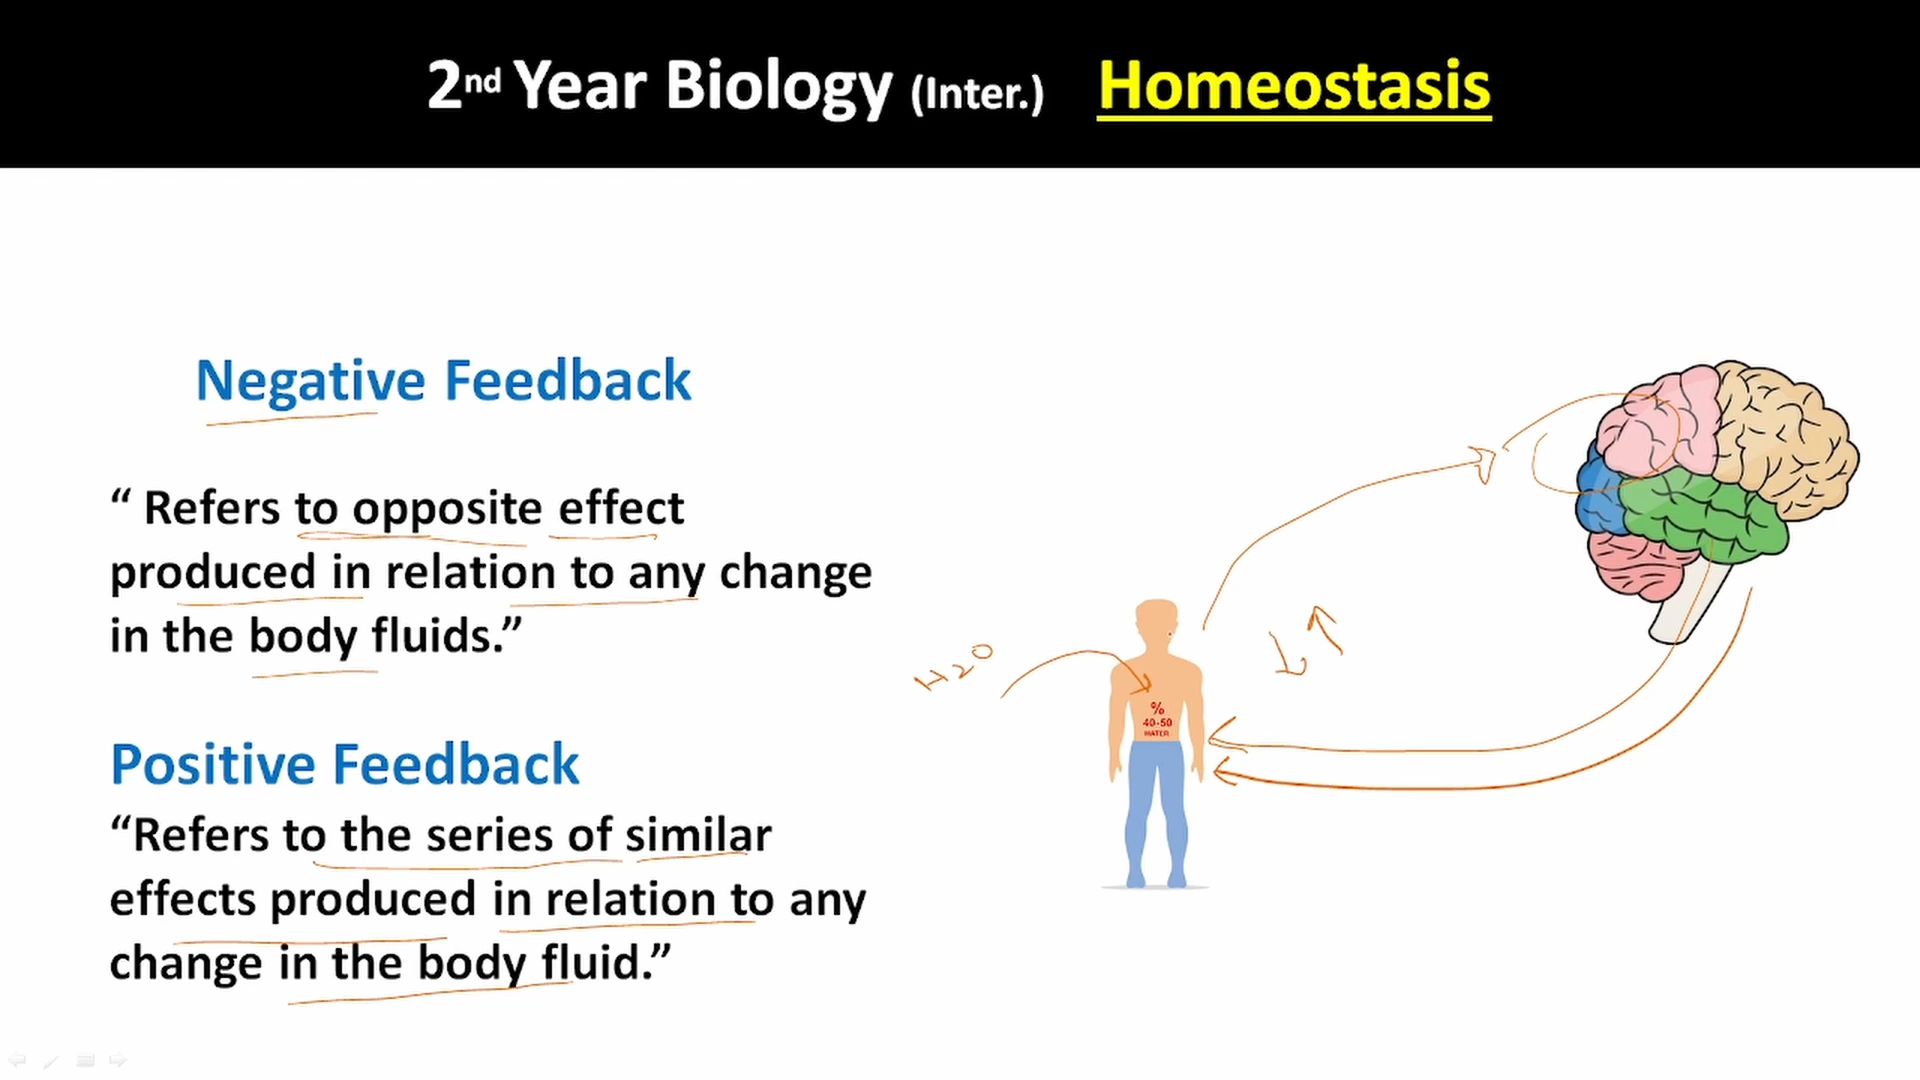 2nd Year Biology (Inter.) Homeostasis
Negative Feedback
“ Refers to opposite effect
produced in relation to any change
in the body fluids.”
Positive Feedback
“Refers to the series of similar
effects produced in relation to any
change in the body fluid.”
H2O
%
40-50
WATER